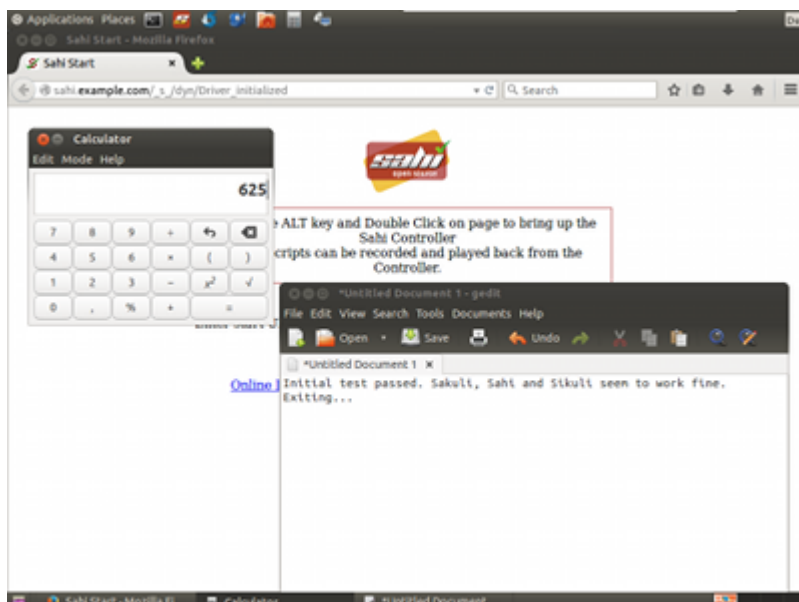 Applications Places
Sahi Start - Mozilla Firefox
Sahi Start
sahi.example.com/_s_/dyn/Driver_initialized
Search
Calculator
Edit Mode Help
625
7 8 9 ÷
4 5 6 × ( )
1 2 3 − x² √
0 , % + =
sahi
open source
ALT key and Double Click on page to bring up the
Sahi Controller
cripts can be recorded and played back from the
Controller.
Online
*Untitled Document 1 - gedit
File Edit View Search Tools Documents Help
Open Save Undo
*Untitled Document 1
Initial test passed. Sakuli, Sahi and Sikuli seem to work fine.
Exiting...
Sahi Start - Mozilla Fi
Calculator
*Untitled Document